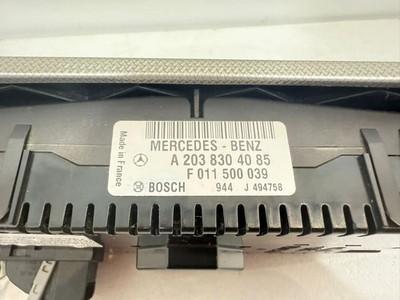 Made in France
MERCEDES - BENZ
A 203 830 40 85
F 011 500 039
BOSCH 944 J 494758